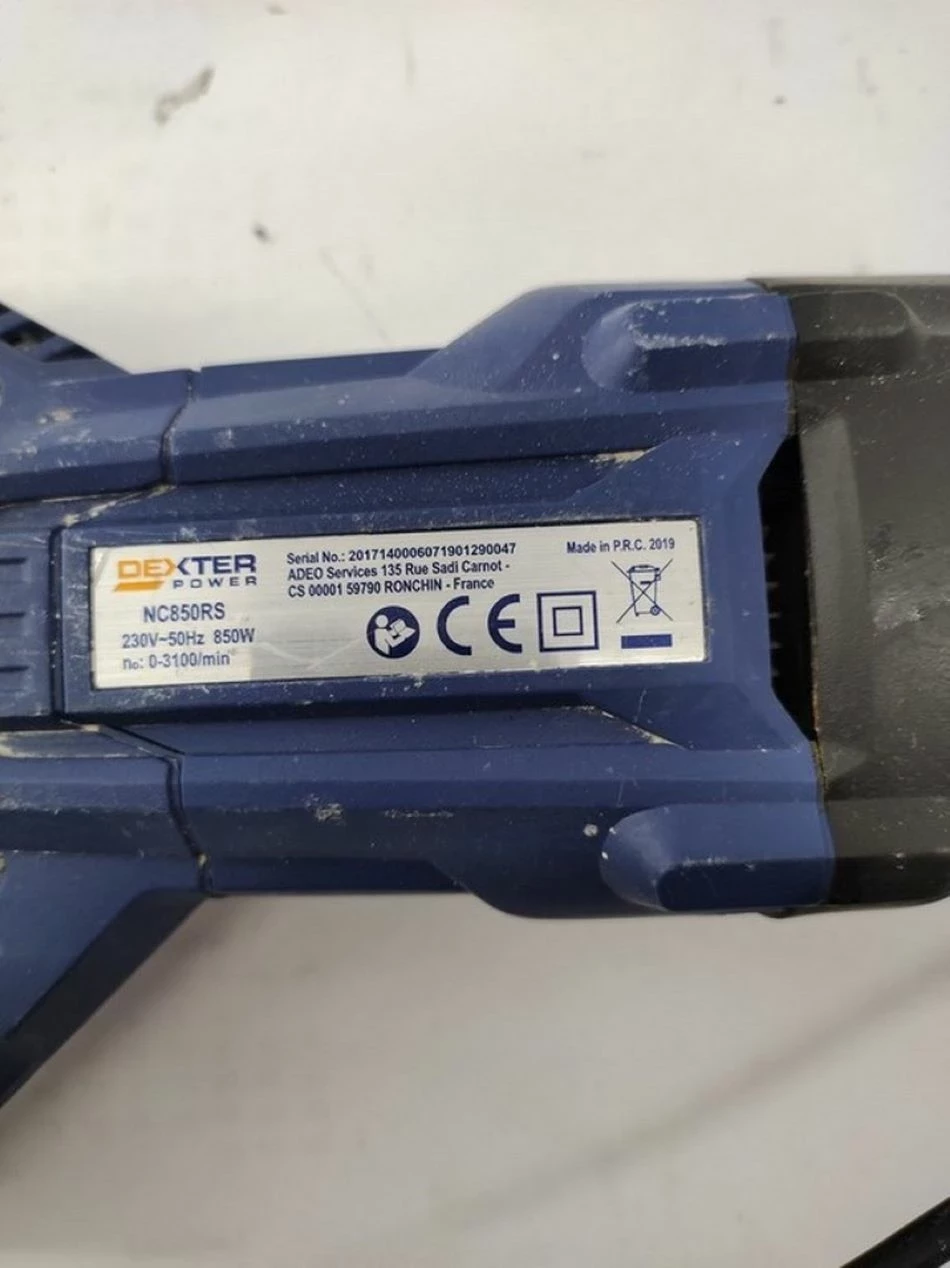 DEXTER
POWER
NC850RS
230V~50Hz 850W
n₀: 0-3100/min
Serial No.: 2017140006071901290047
ADEO Services 135 Rue Sadi Carnot -
CS 00001 59790 RONCHIN - France
Made in P.R.C. 2019
CE